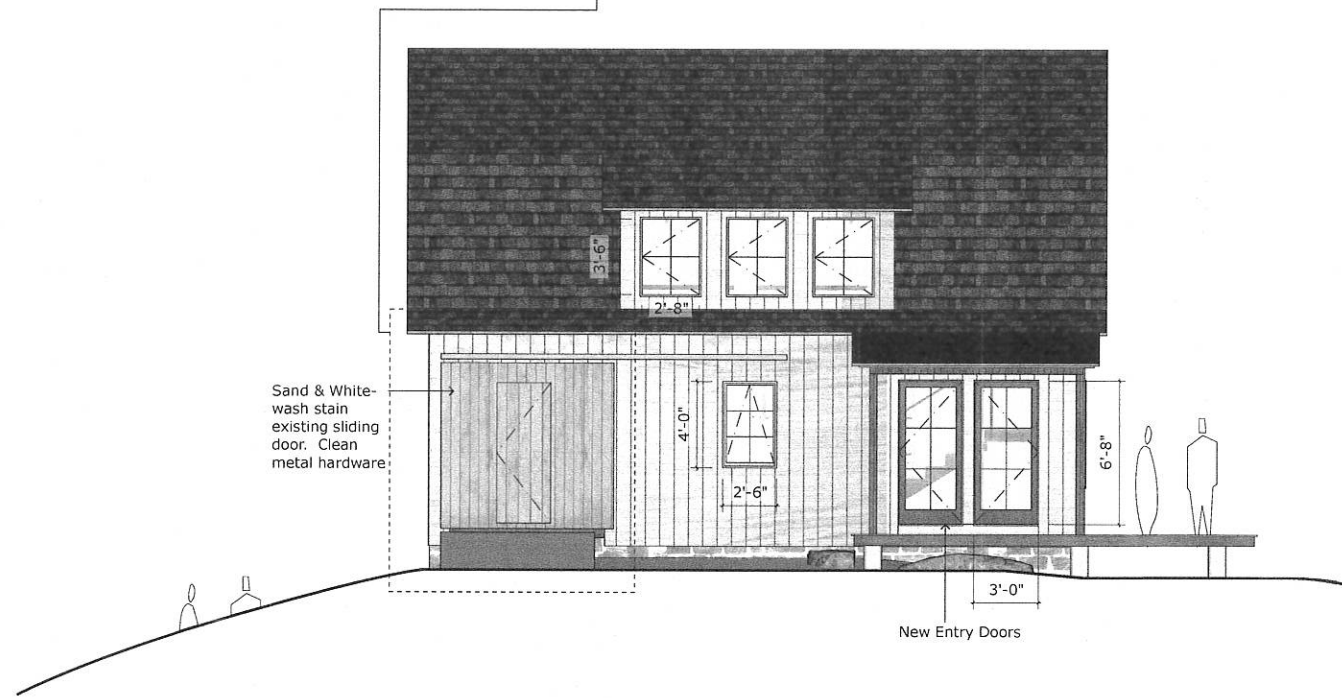 3'-6"
2'-8"
Sand & White-
wash stain
existing sliding
door. Clean
metal hardware
4'-0"
2'-6"
6'-8"
3'-0"
New Entry Doors